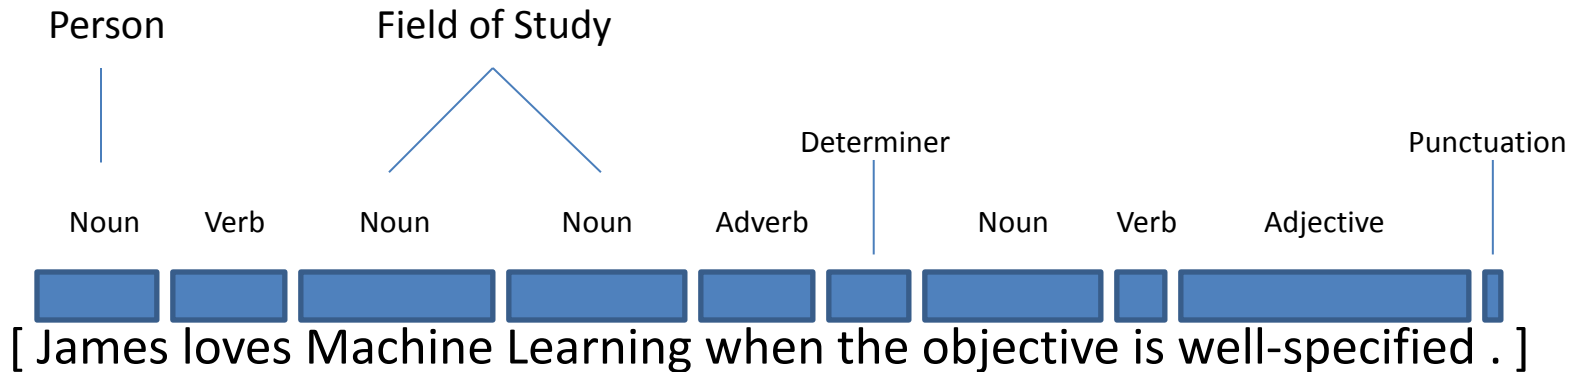 Person Field of Study
Determiner Punctuation
Noun Verb Noun Noun Adverb Noun Verb Adjective
[ James loves Machine Learning when the objective is well-specified . ]